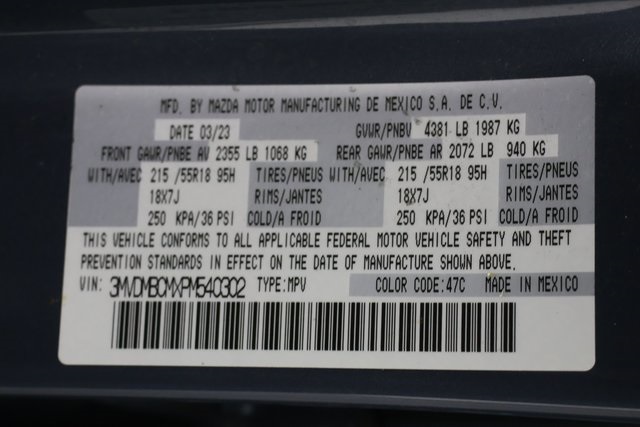 MFD. BY MAZDA MOTOR MANUFACTURING DE MEXICO S.A. DE C.V.
DATE 03/23 GVWR/PNBV 4381 LB 1987 KG
FRONT GAWR/PNBE AV 2355 LB 1068 KG REAR GAWR/PNBE AR 2072 LB 940 KG
WITH/AVEC 215 /55R18 95H TIRES/PNEUS WITH/AVEC 215 /55R18 95H TIRES/PNEUS
18X7J RIMS/JANTES 18X7J RIMS/JANTES
250 KPA/36 PSI COLD/A FROID 250 KPA/36 PSI COLD/A FROID
THIS VEHICLE CONFORMS TO ALL APPLICABLE FEDERAL MOTOR VEHICLE SAFETY AND THEFT
PREVENTION STANDARDS IN EFFECT ON THE DATE OF MANUFACTURE SHOWN ABOVE.
VIN: 3MVDMBCMXPM540302 TYPE: MPV COLOR CODE: 47C MADE IN MEXICO